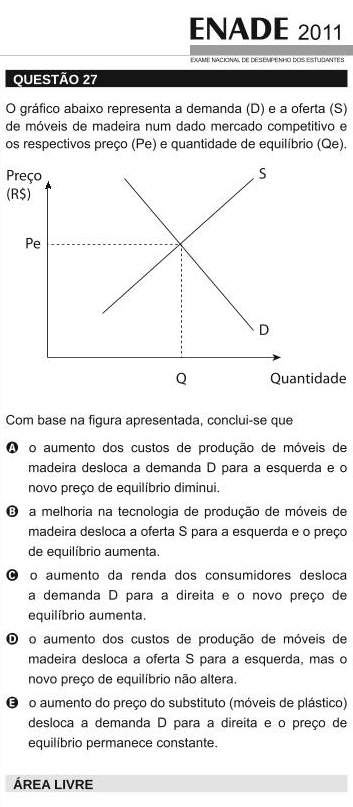 ENADE 2011
EXAME NACIONAL DE DESEMPENHO DOS ESTUDANTES
QUESTÃO 27
O gráfico abaixo representa a demanda (D) e a oferta (S)
de móveis de madeira num dado mercado competitivo e
os respectivos preço (Pe) e quantidade de equilíbrio (Qe).
Preço
(R$)
S
Pe
D
Q
Quantidade
Com base na figura apresentada, conclui-se que
A o aumento dos custos de produção de móveis de
madeira desloca a demanda D para a esquerda e o
novo preço de equilíbrio diminui.
B a melhoria na tecnologia de produção de móveis de
madeira desloca a oferta S para a esquerda e o preço
de equilíbrio aumenta.
C o aumento da renda dos consumidores desloca
a demanda D para a direita e o novo preço de
equilíbrio aumenta.
D o aumento dos custos de produção de móveis de
madeira desloca a oferta S para a esquerda, mas o
novo preço de equilíbrio não altera.
E o aumento do preço do substituto (móveis de plástico)
desloca a demanda D para a direita e o preço de
equilíbrio permanece constante.
ÁREA LIVRE